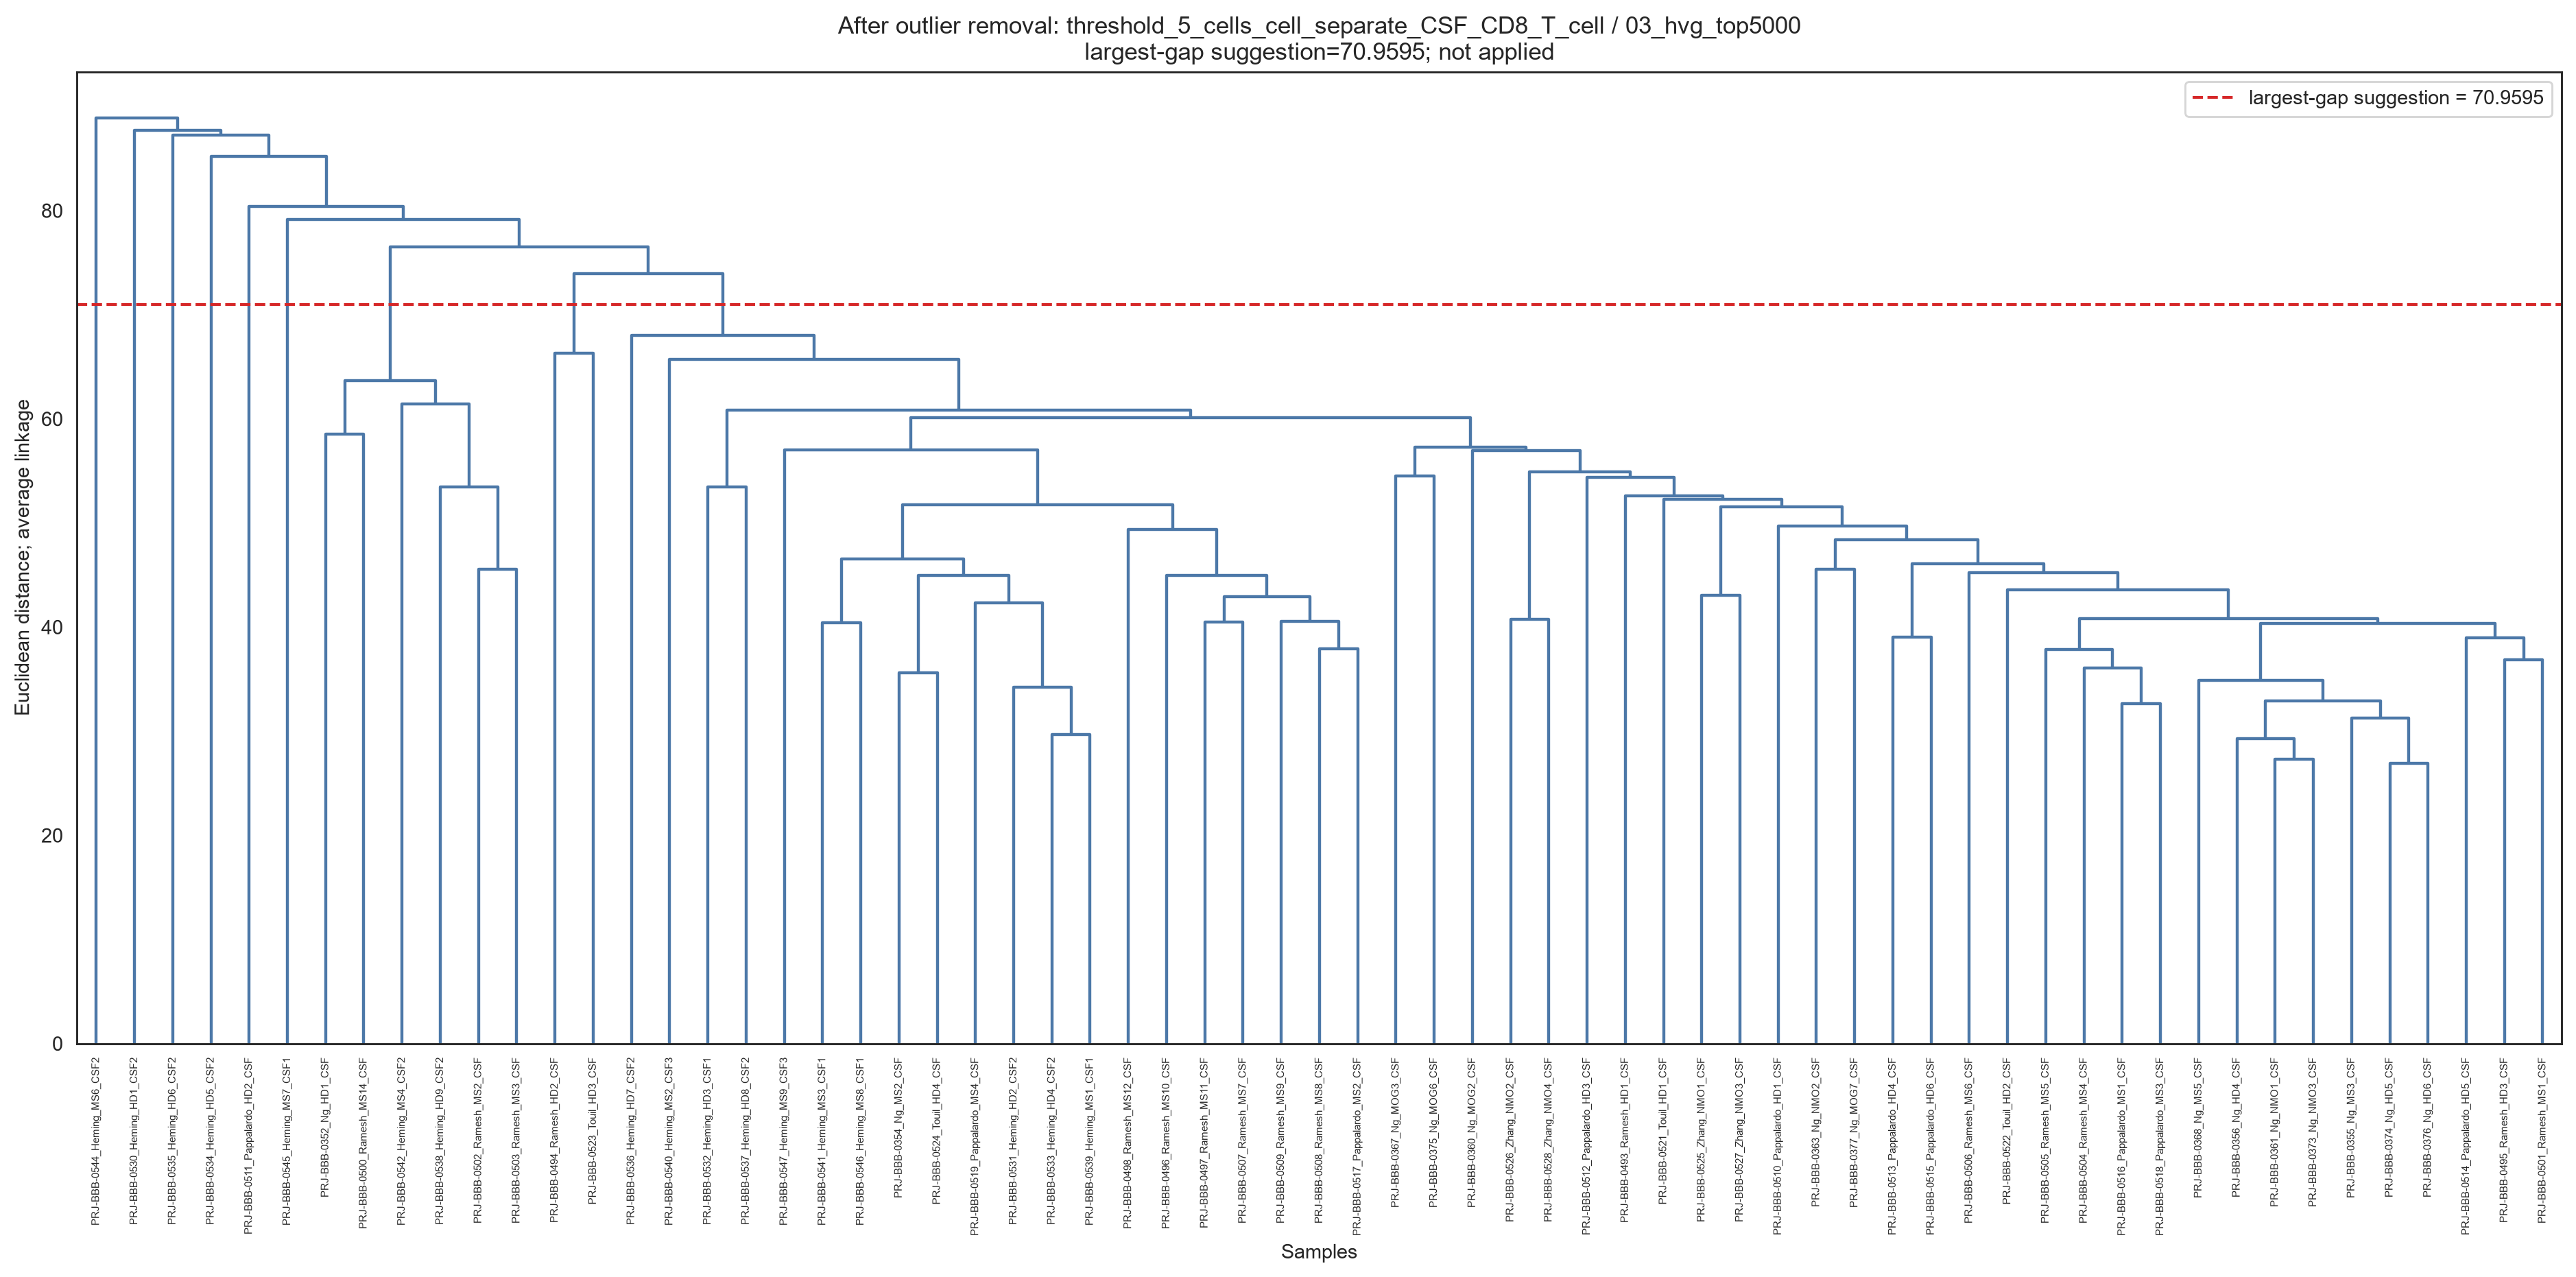 After outlier removal: threshold_5_cells_cell_separate_CSF_CD8_T_cell / 03_hvg_top5000
largest-gap suggestion=70.9595; not applied
largest-gap suggestion = 70.9595
Euclidean distance; average linkage
80
60
40
20
0
PRJ-BBB-0544_Heming_MS6_CSF2
PRJ-BBB-0530_Heming_HD1_CSF2
PRJ-BBB-0535_Heming_HD6_CSF2
PRJ-BBB-0534_Heming_HD5_CSF2
PRJ-BBB-0511_Pappalardo_HD2_CSF
PRJ-BBB-0545_Heming_MS7_CSF1
PRJ-BBB-0352_Ng_HD1_CSF
PRJ-BBB-0500_Ramesh_MS14_CSF
PRJ-BBB-0542_Heming_MS4_CSF2
PRJ-BBB-0538_Heming_HD9_CSF2
PRJ-BBB-0502_Ramesh_MS2_CSF
PRJ-BBB-0503_Ramesh_MS3_CSF
PRJ-BBB-0494_Ramesh_HD2_CSF
PRJ-BBB-0523_Touil_HD3_CSF
PRJ-BBB-0536_Heming_HD7_CSF2
PRJ-BBB-0540_Heming_MS2_CSF3
PRJ-BBB-0532_Heming_HD3_CSF1
PRJ-BBB-0537_Heming_HD8_CSF2
PRJ-BBB-0547_Heming_MS9_CSF3
PRJ-BBB-0541_Heming_MS3_CSF1
PRJ-BBB-0546_Heming_MS8_CSF1
PRJ-BBB-0354_Ng_MS2_CSF
PRJ-BBB-0524_Touil_HD4_CSF
PRJ-BBB-0519_Pappalardo_MS4_CSF
PRJ-BBB-0531_Heming_HD2_CSF2
PRJ-BBB-0533_Heming_HD4_CSF2
PRJ-BBB-0539_Heming_MS1_CSF1
PRJ-BBB-0498_Ramesh_MS12_CSF
PRJ-BBB-0496_Ramesh_MS10_CSF
PRJ-BBB-0497_Ramesh_MS11_CSF
PRJ-BBB-0507_Ramesh_MS7_CSF
PRJ-BBB-0509_Ramesh_MS9_CSF
PRJ-BBB-0508_Ramesh_MS8_CSF
PRJ-BBB-0517_Pappalardo_MS2_CSF
PRJ-BBB-0367_Ng_MOG3_CSF
PRJ-BBB-0375_Ng_MOG6_CSF
PRJ-BBB-0360_Ng_MOG2_CSF
PRJ-BBB-0526_Zhang_NMO2_CSF
PRJ-BBB-0528_Zhang_NMO4_CSF
PRJ-BBB-0512_Pappalardo_HD3_CSF
PRJ-BBB-0493_Ramesh_HD1_CSF
PRJ-BBB-0521_Touil_HD1_CSF
PRJ-BBB-0525_Zhang_NMO1_CSF
PRJ-BBB-0527_Zhang_NMO3_CSF
PRJ-BBB-0510_Pappalardo_HD1_CSF
PRJ-BBB-0363_Ng_NMO2_CSF
PRJ-BBB-0377_Ng_MOG7_CSF
PRJ-BBB-0513_Pappalardo_HD4_CSF
PRJ-BBB-0515_Pappalardo_HD6_CSF
PRJ-BBB-0506_Ramesh_MS6_CSF
PRJ-BBB-0522_Touil_HD2_CSF
PRJ-BBB-0505_Ramesh_MS5_CSF
PRJ-BBB-0504_Ramesh_MS4_CSF
PRJ-BBB-0516_Pappalardo_MS1_CSF
PRJ-BBB-0518_Pappalardo_MS3_CSF
PRJ-BBB-0368_Ng_MS5_CSF
PRJ-BBB-0356_Ng_HD4_CSF
PRJ-BBB-0361_Ng_NMO1_CSF
PRJ-BBB-0373_Ng_NMO3_CSF
PRJ-BBB-0355_Ng_MS3_CSF
PRJ-BBB-0374_Ng_HD5_CSF
PRJ-BBB-0376_Ng_HD6_CSF
PRJ-BBB-0514_Pappalardo_HD5_CSF
PRJ-BBB-0495_Ramesh_HD3_CSF
PRJ-BBB-0501_Ramesh_MS1_CSF
Samples